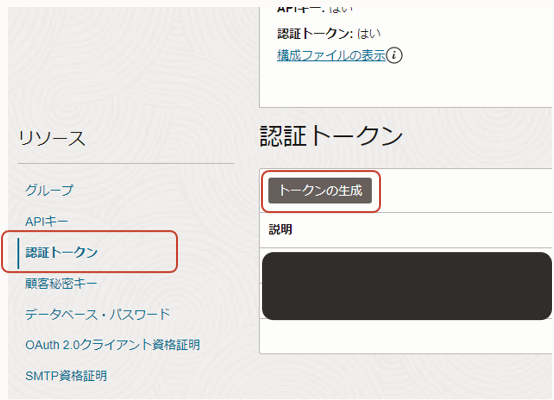 APIキー: はい
認証トークン: はい
構成ファイルの表示
リソース
グループ
APIキー
認証トークン
顧客秘密キー
データベース・パスワード
OAuth 2.0クライアント資格証明
SMTP資格証明
認証トークン
トークンの生成
説明